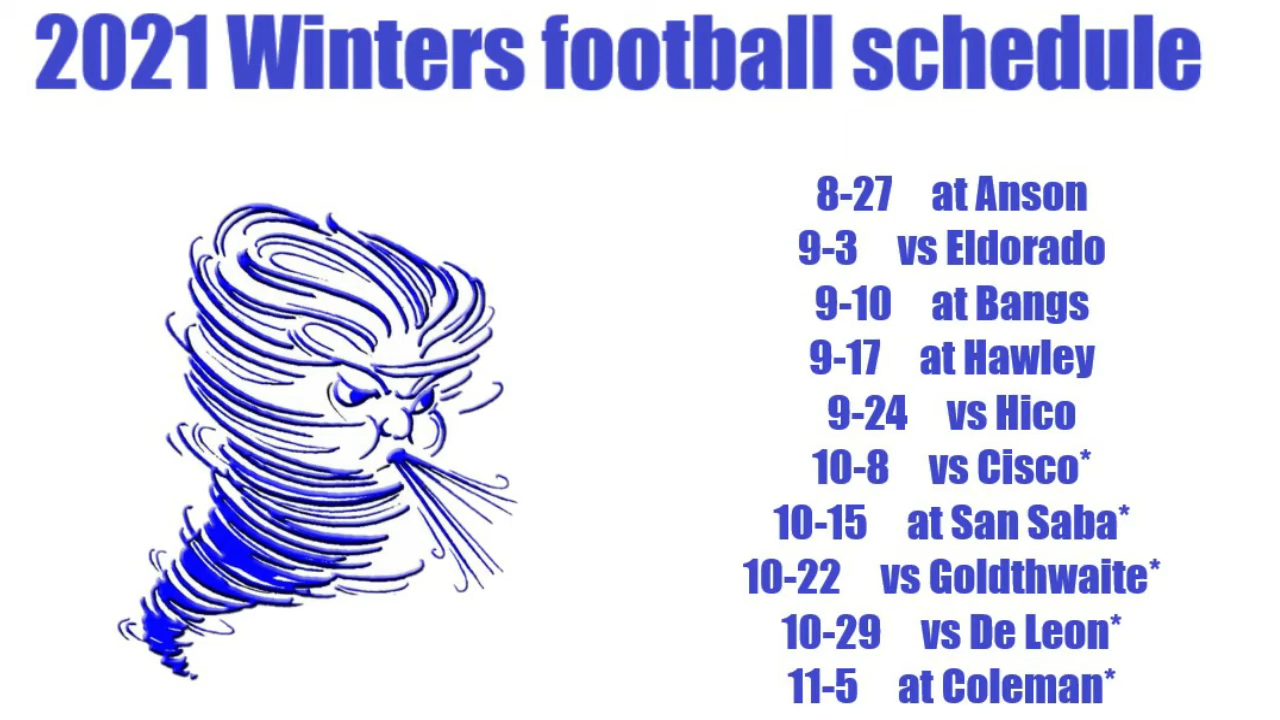 2021 Winters football schedule
8-27 at Anson
9-3 vs Eldorado
9-10 at Bangs
9-17 at Hawley
9-24 vs Hico
10-8 vs Cisco*
10-15 at San Saba*
10-22 vs Goldthwaite*
10-29 vs De Leon*
11-5 at Coleman*